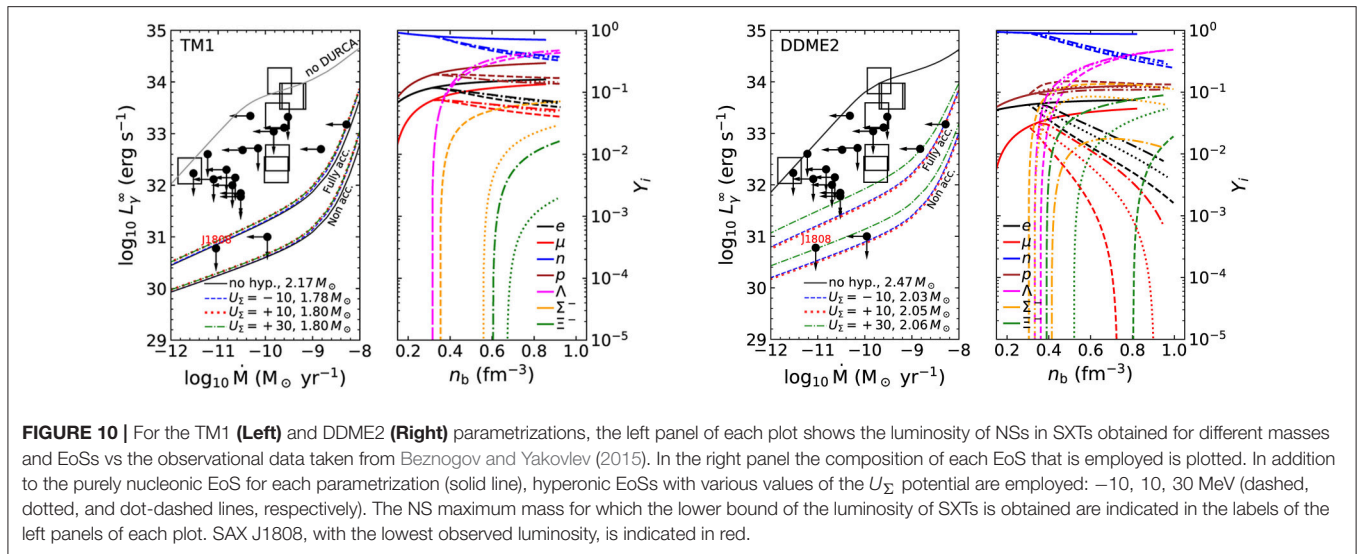 35
34
33
32
31
30
29
log₁₀ L_γ^∞ (erg s⁻¹)
TM1
no DURCA
Fully acc.
Non acc.
J1808
no hyp., 2.17 M⊙
U_Σ = −10, 1.78 M⊙
U_Σ = +10, 1.80 M⊙
U_Σ = +30, 1.80 M⊙
−12 −11 −10 −9 −8
log₁₀ Ṁ (M⊙ yr⁻¹)
10⁰
10⁻¹
10⁻²
10⁻³
10⁻⁴
10⁻⁵
Y_i
e
μ
n
p
Λ
Σ⁻
Ξ⁻
0.2 0.4 0.6 0.8 1.0
n_b (fm⁻³)
35
34
33
32
31
30
29
log₁₀ L_γ^∞ (erg s⁻¹)
DDME2
no DURCA
Fully acc.
Non acc.
J1808
no hyp., 2.47 M⊙
U_Σ = −10, 2.03 M⊙
U_Σ = +10, 2.05 M⊙
U_Σ = +30, 2.06 M⊙
−12 −11 −10 −9 −8
log₁₀ Ṁ (M⊙ yr⁻¹)
10⁰
10⁻¹
10⁻²
10⁻³
10⁻⁴
10⁻⁵
Y_i
e
μ
n
p
Λ
Σ⁻
Ξ⁻
0.2 0.4 0.6 0.8 1.0
n_b (fm⁻³)
FIGURE 10 | For the TM1 (Left) and DDME2 (Right) parametrizations, the left panel of each plot shows the luminosity of NSs in SXTs obtained for different masses
and EoSs vs the observational data taken from Beznogov and Yakovlev (2015). In the right panel the composition of each EoS that is employed is plotted. In addition
to the purely nucleonic EoS for each parametrization (solid line), hyperonic EoSs with various values of the U_Σ potential are employed: −10, 10, 30 MeV (dashed,
dotted, and dot-dashed lines, respectively). The NS maximum mass for which the lower bound of the luminosity of SXTs is obtained are indicated in the labels of the
left panels of each plot. SAX J1808, with the lowest observed luminosity, is indicated in red.